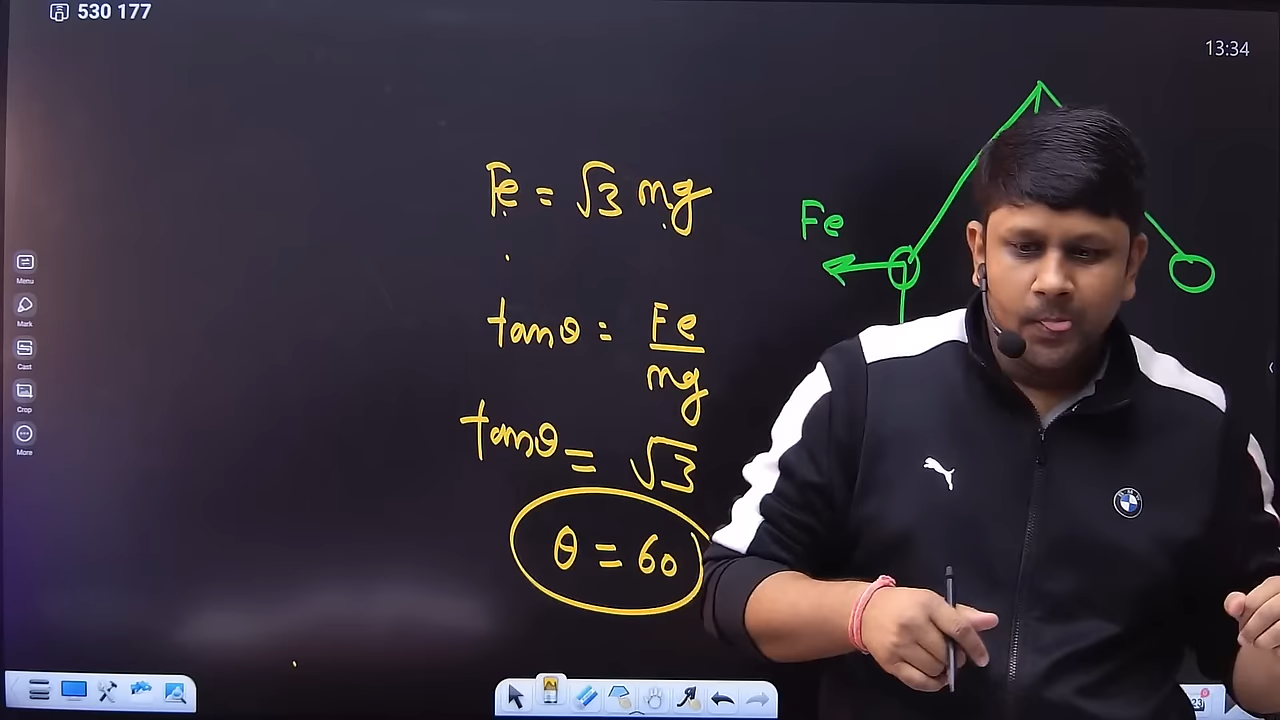 530 177
13:34
Fe = √3 mg
Fe
tanθ = Fe/mg
tanθ = √3
θ = 60
Menu
Mark
Cast
Crop
More